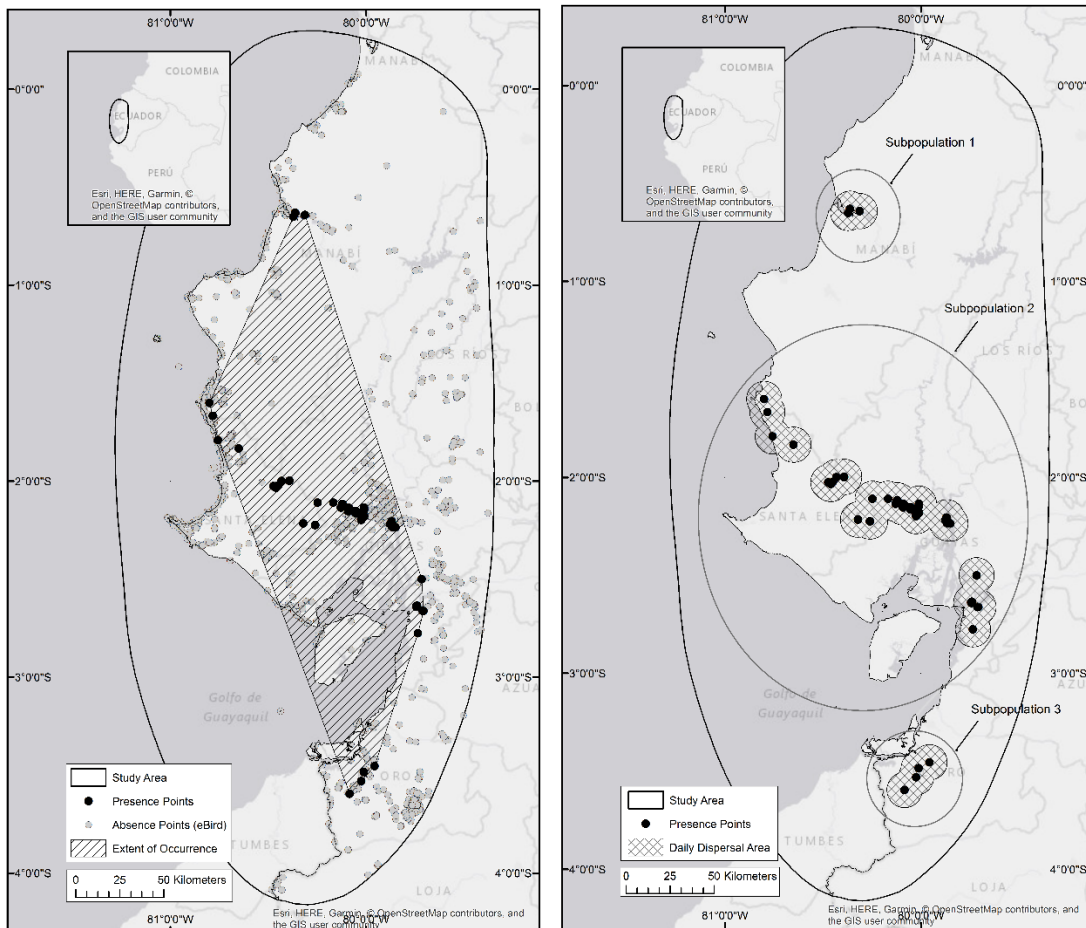 81°0'0"W
80°0'0"W
COLOMBIA
ECUADOR
PERÚ
Esri, HERE, Garmin, ©
OpenStreetMap contributors,
and the GIS user community
MANABÍ
0°0'0"
0°0'0"
MANABÍ
1°0'0"S
1°0'0"S
LOS RÍOS
BO
2°0'0"S
2°0'0"S
SANTA ELENA
3°0'0"S
3°0'0"S
AZUA
Golfo de
Guayaquil
ORO
Study Area
Presence Points
Absence Points (eBird)
Extent of Occurrence
TUMBES
LOJA
4°0'0"S
4°0'0"S
0 25 50 Kilometers
Esri, HERE, Garmin, © OpenStreetMap contributors, and
the GIS user community
81°0'0"W
80°0'0"W
81°0'0"W
80°0'0"W
COLOMBIA
ECUADOR
PERÚ
Esri, HERE, Garmin, ©
OpenStreetMap contributors,
and the GIS user community
MANABÍ
0°0'0"
0°0'0"
Subpopulation 1
MANABÍ
1°0'0"S
1°0'0"S
Subpopulation 2
LOS RÍOS
BO
2°0'0"S
2°0'0"S
SANTA ELE
3°0'0"S
3°0'0"S
AZUA
Golfo de
Guayaquil
Subpopulation 3
ORO
Study Area
Presence Points
Daily Dispersal Area
TUMBES
LOJA
4°0'0"S
4°0'0"S
0 25 50 Kilometers
Esri, HERE, Garmin, © OpenStreetMap contributors, and
the GIS user community
81°0'0"W
80°0'0"W